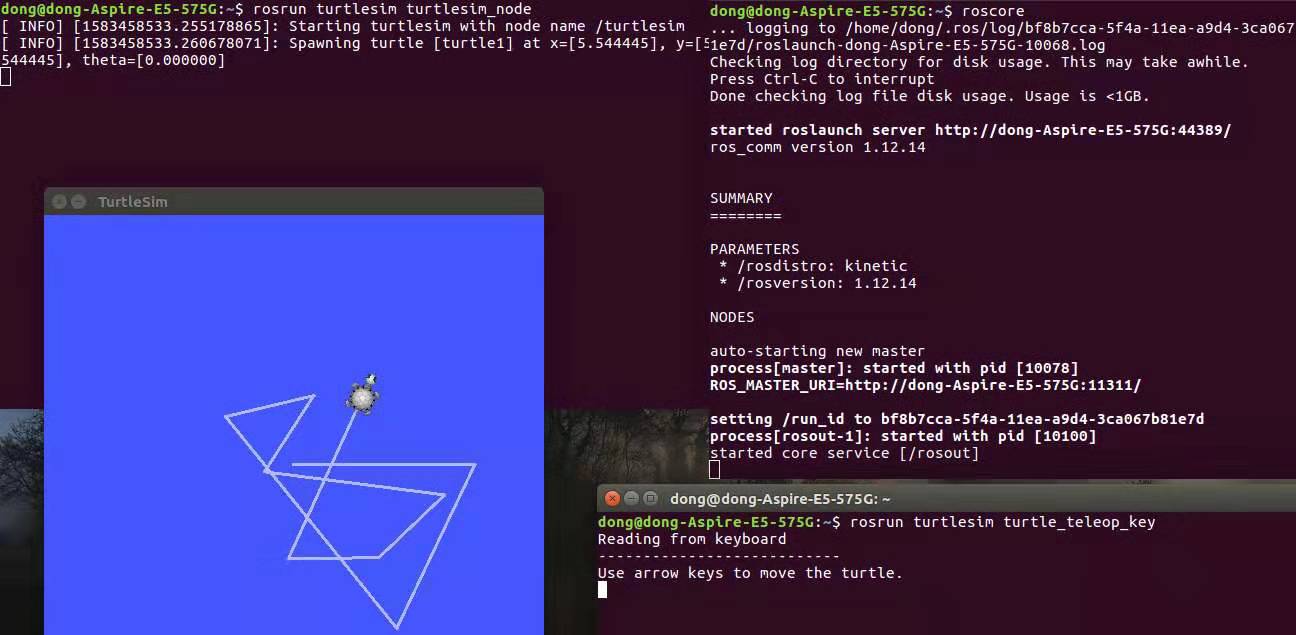 dong@dong-Aspire-E5-575G:~$ rosrun turtlesim turtlesim_node
[ INFO] [1583458533.255178865]: Starting turtlesim with node name /turtlesim
[ INFO] [1583458533.260678071]: Spawning turtle [turtle1] at x=[5.544445], y=[5
544445], theta=[0.000000]
TurtleSim
dong@dong-Aspire-E5-575G:~$ roscore
... logging to /home/dong/.ros/log/bf8b7cca-5f4a-11ea-a9d4-3ca067
1e7d/roslaunch-dong-Aspire-E5-575G-10068.log
Checking log directory for disk usage. This may take awhile.
Press Ctrl-C to interrupt
Done checking log file disk usage. Usage is <1GB.
started roslaunch server http://dong-Aspire-E5-575G:44389/
ros_comm version 1.12.14
SUMMARY
========
PARAMETERS
* /rosdistro: kinetic
* /rosversion: 1.12.14
NODES
auto-starting new master
process[master]: started with pid [10078]
ROS_MASTER_URI=http://dong-Aspire-E5-575G:11311/
setting /run_id to bf8b7cca-5f4a-11ea-a9d4-3ca067b81e7d
process[rosout-1]: started with pid [10100]
started core service [/rosout]
dong@dong-Aspire-E5-575G: ~
dong@dong-Aspire-E5-575G:~$ rosrun turtlesim turtle_teleop_key
Reading from keyboard
---------------------------
Use arrow keys to move the turtle.